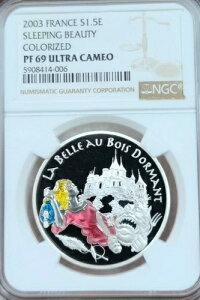 2003 FRANCE S1.5E
SLEEPING BEAUTY
COLORIZED
PF 69 ULTRA CAMEO
5908414-006
NGC
NUMISMATIC GUARANTY CORPORATION
LA BELLE AU BOIS DORMANT